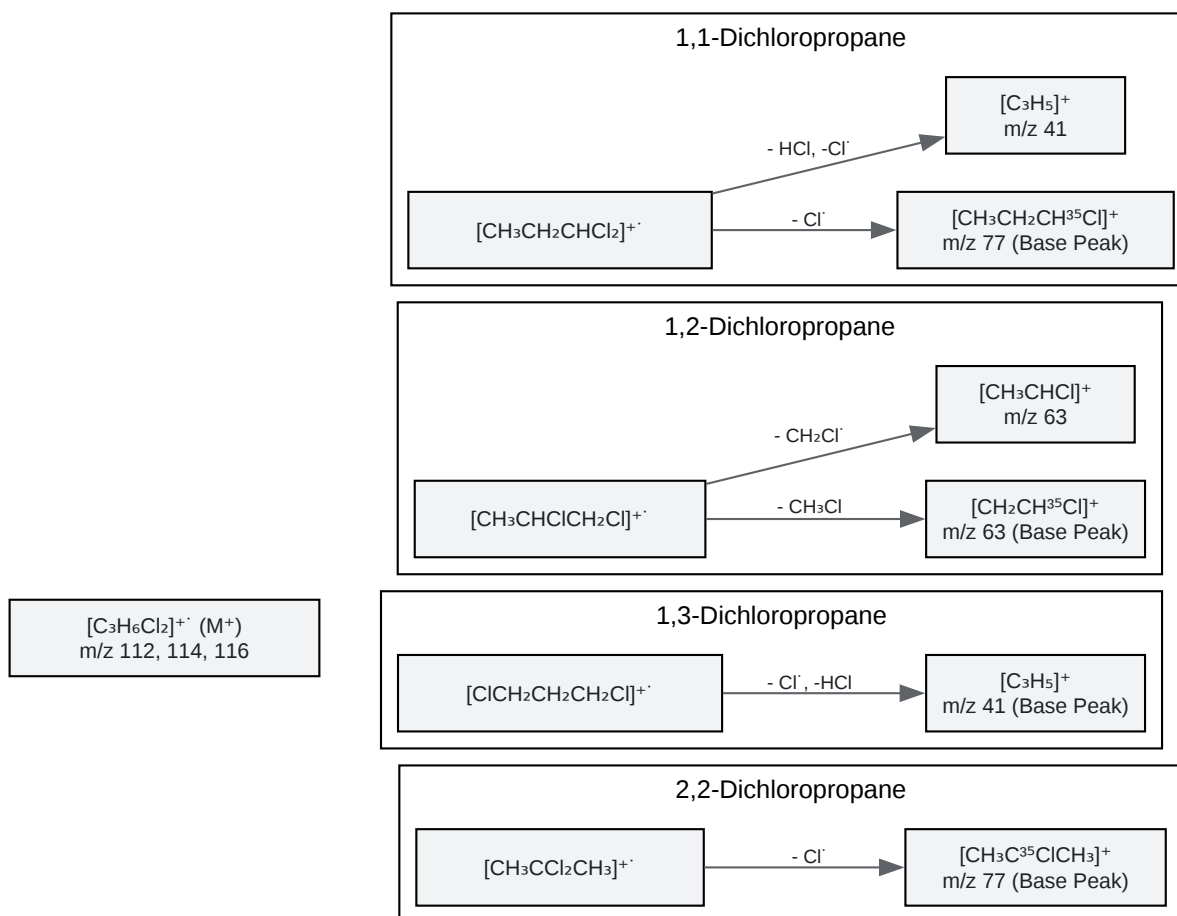 1,1-Dichloropropane
[C₃H₅]⁺
m/z 41
- HCl, -Cl˙
[CH₃CH₂CHCl₂]⁺˙
- Cl˙
[CH₃CH₂CH³⁵Cl]⁺
m/z 77 (Base Peak)
1,2-Dichloropropane
[CH₃CHCl]⁺
m/z 63
- CH₂Cl˙
[CH₃CHClCH₂Cl]⁺˙
- CH₃Cl
[CH₂CH³⁵Cl]⁺
m/z 63 (Base Peak)
[C₃H₆Cl₂]⁺˙ (M⁺)
m/z 112, 114, 116
1,3-Dichloropropane
[ClCH₂CH₂CH₂Cl]⁺˙
- Cl˙, -HCl
[C₃H₅]⁺
m/z 41 (Base Peak)
2,2-Dichloropropane
[CH₃CCl₂CH₃]⁺˙
- Cl˙
[CH₃C³⁵ClCH₃]⁺
m/z 77 (Base Peak)